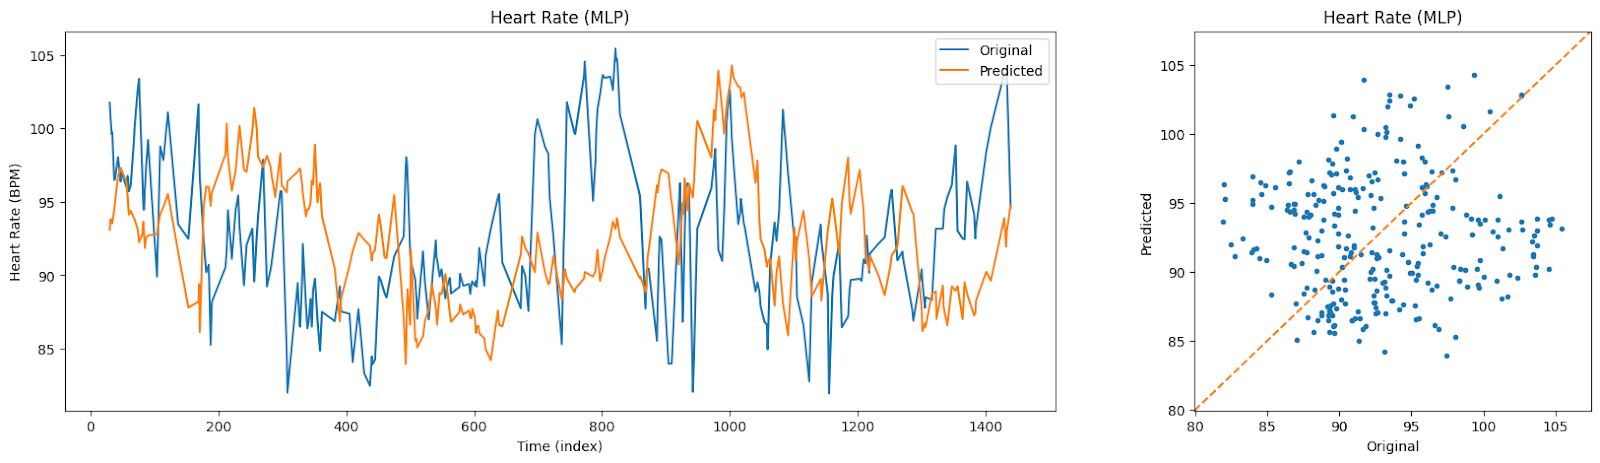 Heart Rate (MLP)
Heart Rate (BPM)
105
100
95
90
85
0 200 400 600 800 1000 1200 1400
Time (index)
Original
Predicted
Heart Rate (MLP)
Predicted
105
100
95
90
85
80
80 85 90 95 100 105
Original